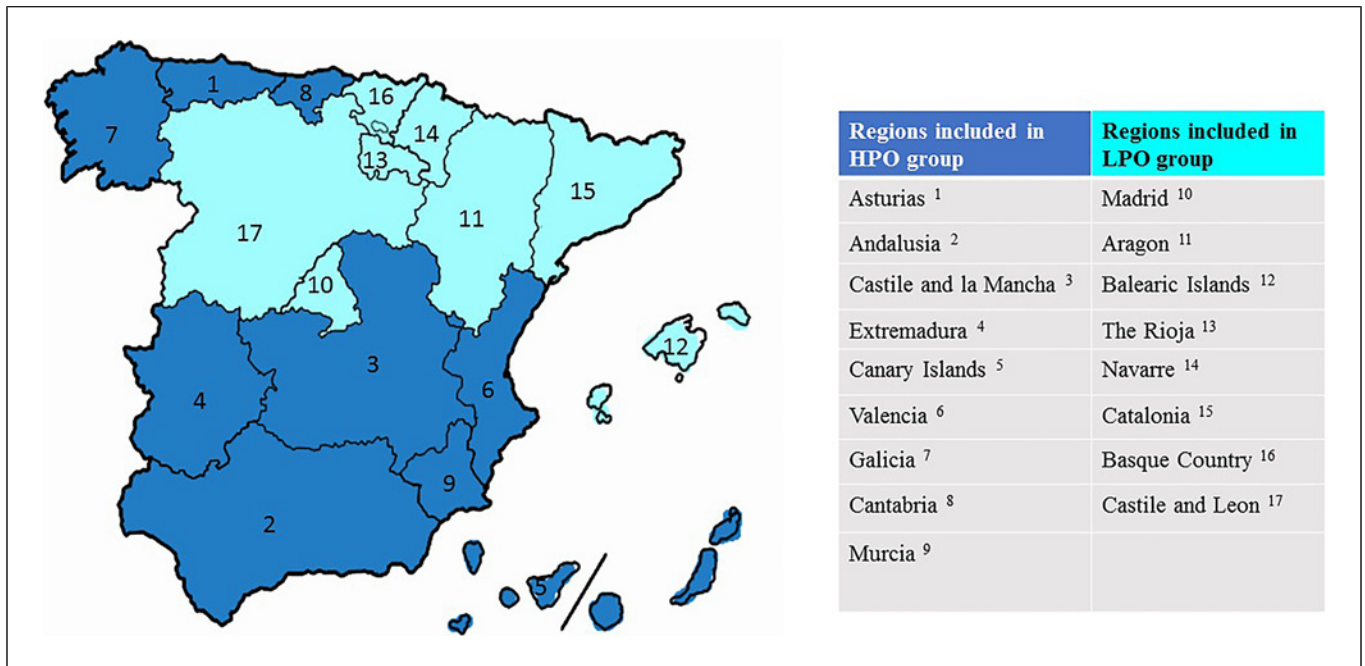 1
8
16
7
14
13
15
11
17
10
12
3
6
4
9
2
5
Regions included in HPO group
Regions included in LPO group
Asturias 1
Madrid 10
Andalusia 2
Aragon 11
Castile and la Mancha 3
Balearic Islands 12
Extremadura 4
The Rioja 13
Canary Islands 5
Navarre 14
Valencia 6
Catalonia 15
Galicia 7
Basque Country 16
Cantabria 8
Castile and Leon 17
Murcia 9